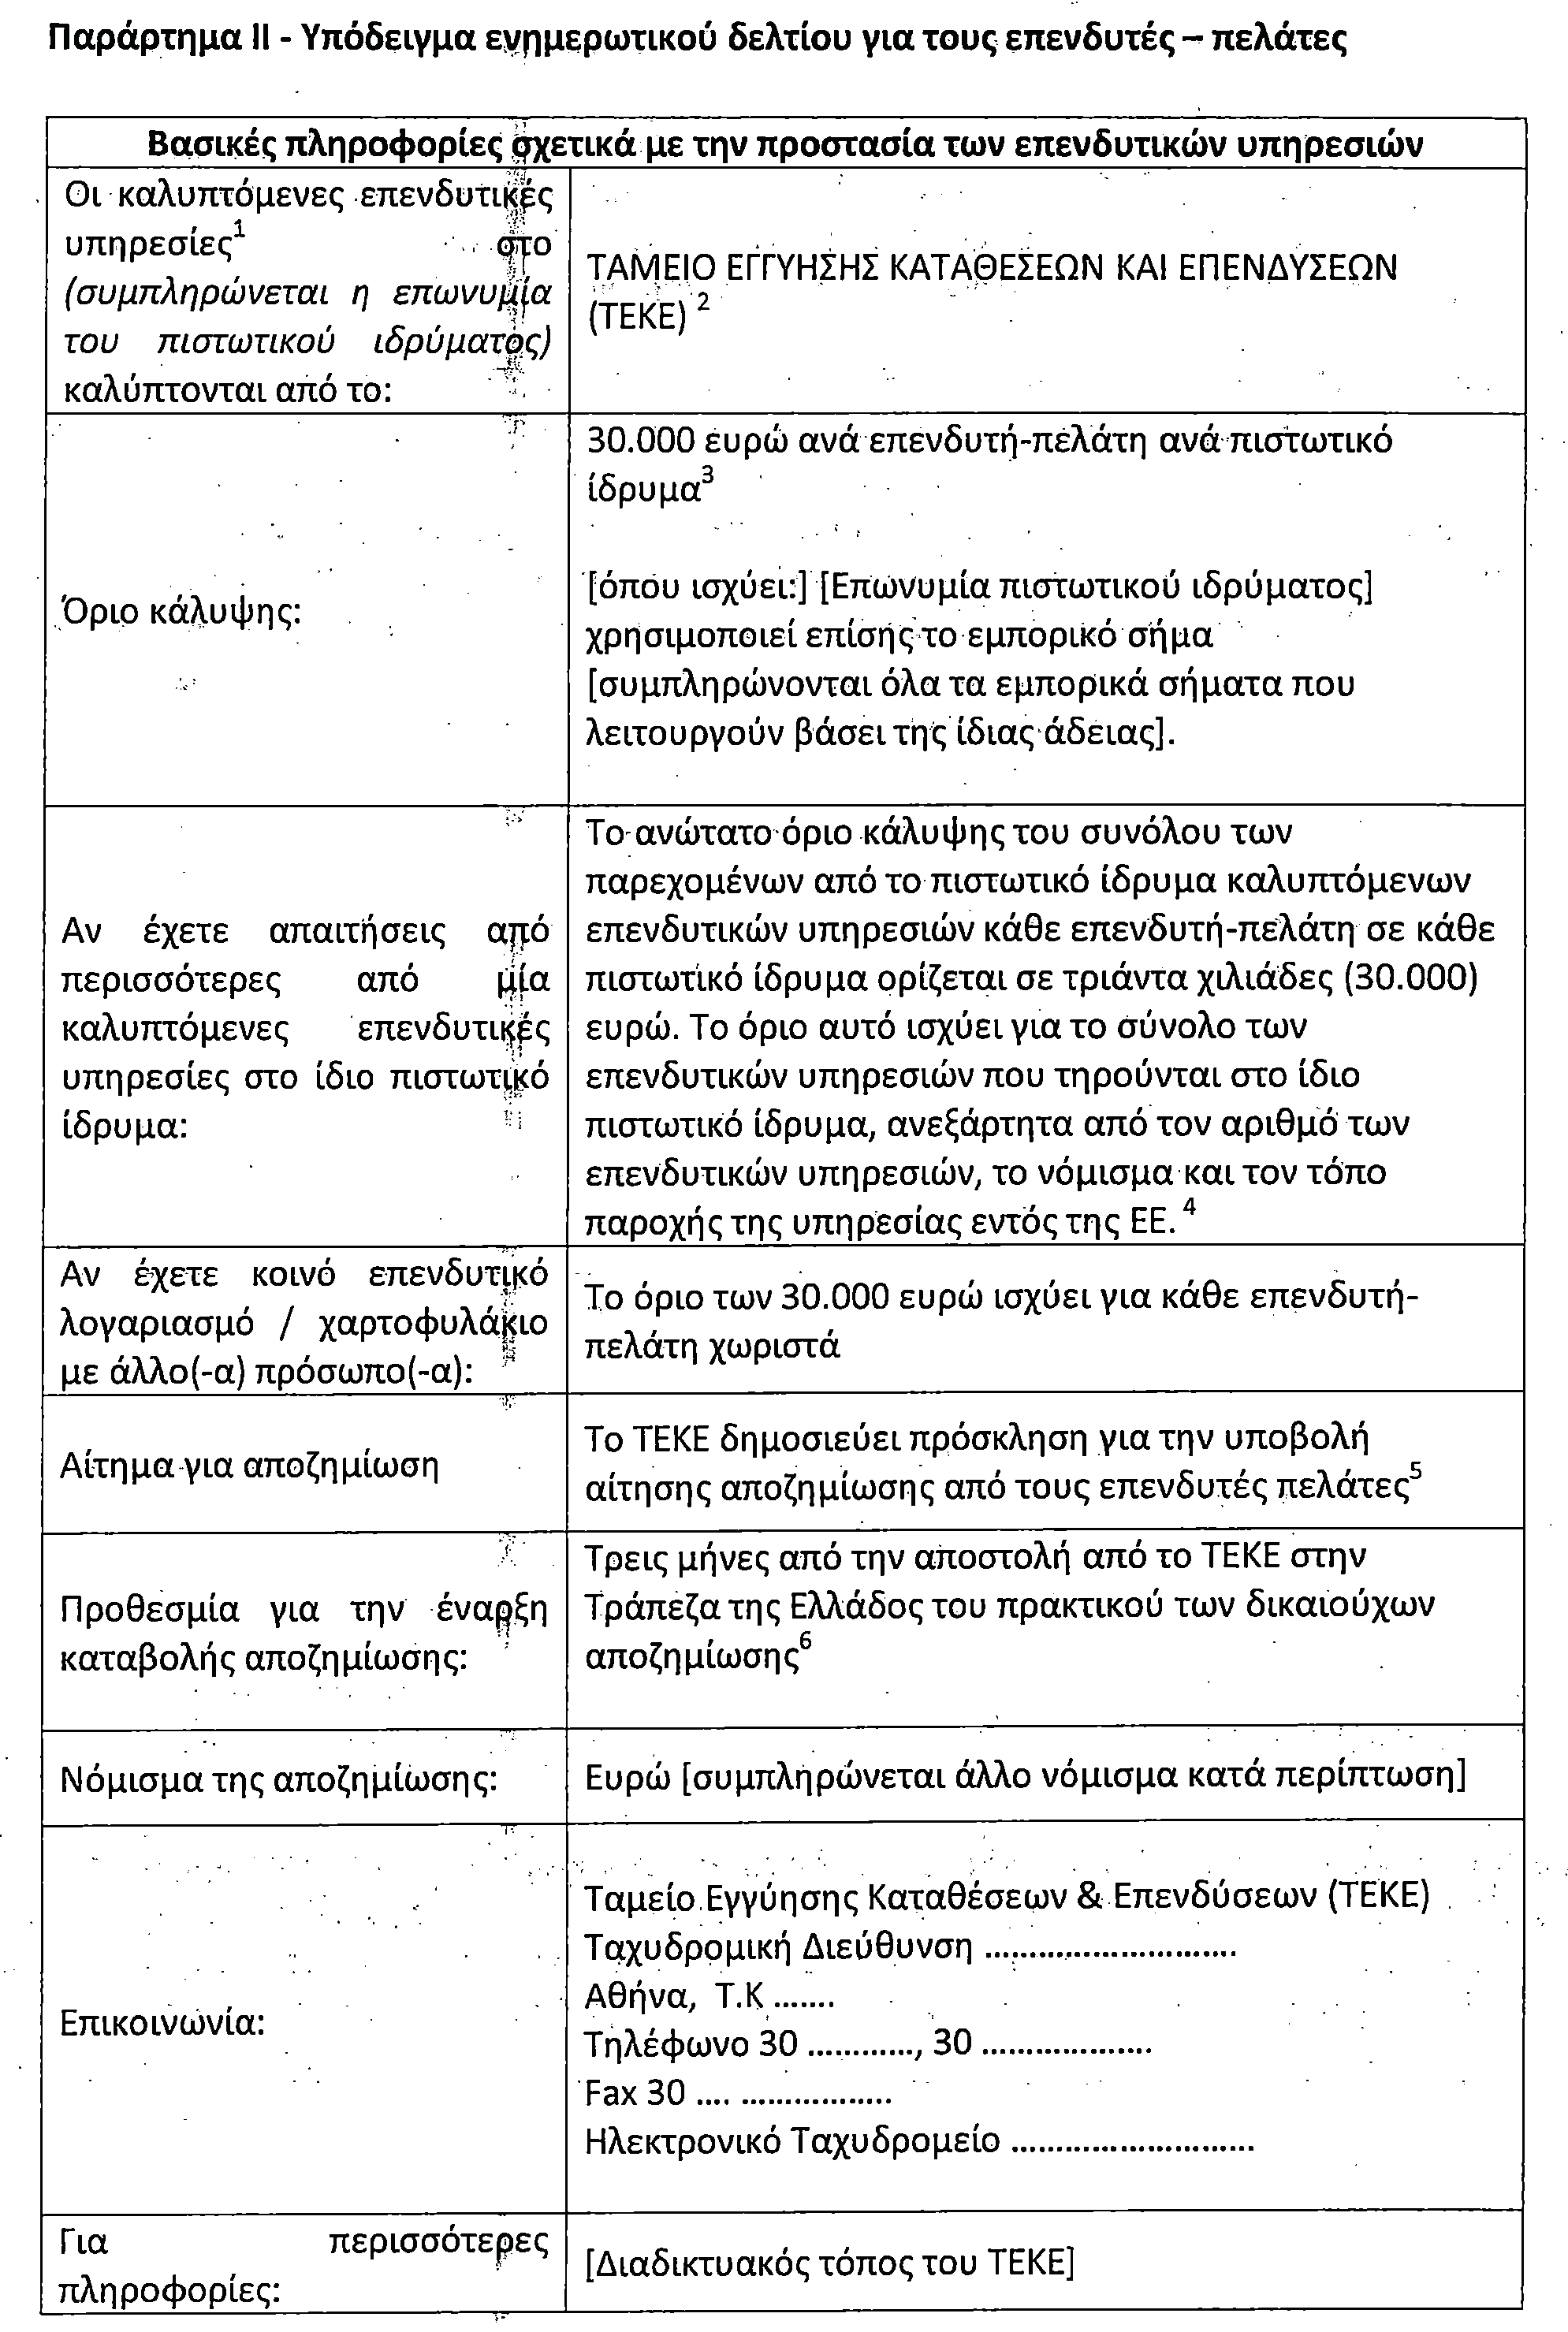 Παράρτημα ΙΙ - Υπόδειγμα ενημερωτικού δελτίου για τους επενδυτές – πελάτες
Βασικές πληροφορίες σχετικά με την προστασία των επενδυτικών υπηρεσιών
Οι καλυπτόμενες επενδυτικές
υπηρεσίες1 στο
(συμπληρώνεται η επωνυμία
του πιστωτικού ιδρύματος)
καλύπτονται από το:
ΤΑΜΕΙΟ ΕΓΓΥΗΣΗΣ ΚΑΤΑΘΕΣΕΩΝ ΚΑΙ ΕΠΕΝΔΥΣΕΩΝ
(ΤΕΚΕ) 2
Όριο κάλυψης:
30.000 ευρώ ανά επενδυτή-πελάτη ανά πιστωτικό
ίδρυμα3
[όπου ισχύει:] [Επωνυμία πιστωτικού ιδρύματος]
χρησιμοποιεί επίσης το εμπορικό σήμα
[συμπληρώνονται όλα τα εμπορικά σήματα που
λειτουργούν βάσει της ίδιας άδειας].
Αν έχετε απαιτήσεις από
περισσότερες από μία
καλυπτόμενες επενδυτικές
υπηρεσίες στο ίδιο πιστωτικό
ίδρυμα:
Το ανώτατο όριο κάλυψης του συνόλου των
παρεχομένων από το πιστωτικό ίδρυμα καλυπτόμενων
επενδυτικών υπηρεσιών κάθε επενδυτή-πελάτη σε κάθε
πιστωτικό ίδρυμα ορίζεται σε τριάντα χιλιάδες (30.000)
ευρώ. Το όριο αυτό ισχύει για το σύνολο των
επενδυτικών υπηρεσιών που τηρούνται στο ίδιο
πιστωτικό ίδρυμα, ανεξάρτητα από τον αριθμό των
επενδυτικών υπηρεσιών, το νόμισμα και τον τόπο
παροχής της υπηρεσίας εντός της ΕΕ. 4
Αν έχετε κοινό επενδυτικό
λογαριασμό / χαρτοφυλάκιο
με άλλο(-α) πρόσωπο(-α):
Το όριο των 30.000 ευρώ ισχύει για κάθε επενδυτή-
πελάτη χωριστά
Αίτημα για αποζημίωση
Το ΤΕΚΕ δημοσιεύει πρόσκληση για την υποβολή
αίτησης αποζημίωσης από τους επενδυτές πελάτες5
Προθεσμία για την έναρξη
καταβολής αποζημίωσης:
Τρεις μήνες από την αποστολή από το ΤΕΚΕ στην
Τράπεζα της Ελλάδος του πρακτικού των δικαιούχων
αποζημίωσης6
Νόμισμα της αποζημίωσης:
Ευρώ [συμπληρώνεται άλλο νόμισμα κατά περίπτωση]
Επικοινωνία:
Ταμείο Εγγύησης Καταθέσεων & Επενδύσεων (ΤΕΚΕ)
Ταχυδρομική Διεύθυνση ............................
Αθήνα, Τ.Κ .......
Τηλέφωνο 30 ............, 30 ...................
Fax 30 .... .................
Ηλεκτρονικό Ταχυδρομείο ...........................
Για περισσότερες
πληροφορίες:
[Διαδικτυακός τόπος του ΤΕΚΕ]